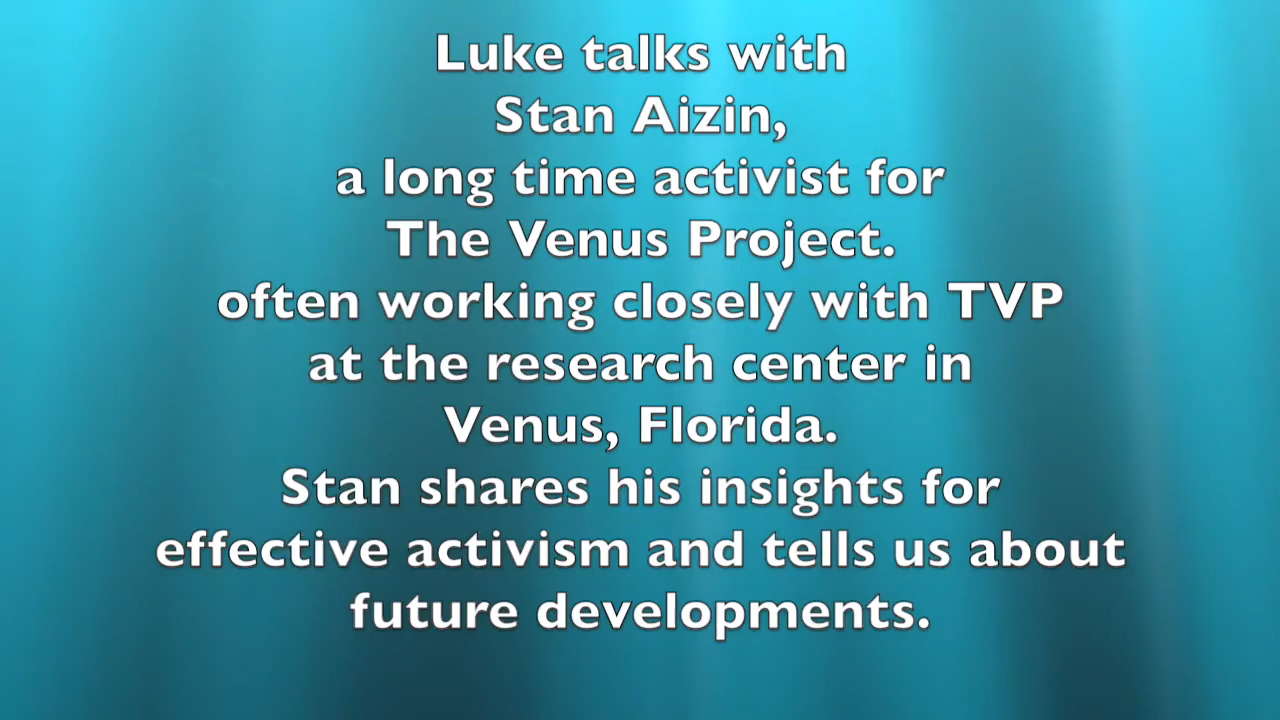 Luke talks with
Stan Aizin,
a long time activist for
The Venus Project.
often working closely with TVP
at the research center in
Venus, Florida.
Stan shares his insights for
effective activism and tells us about
future developments.